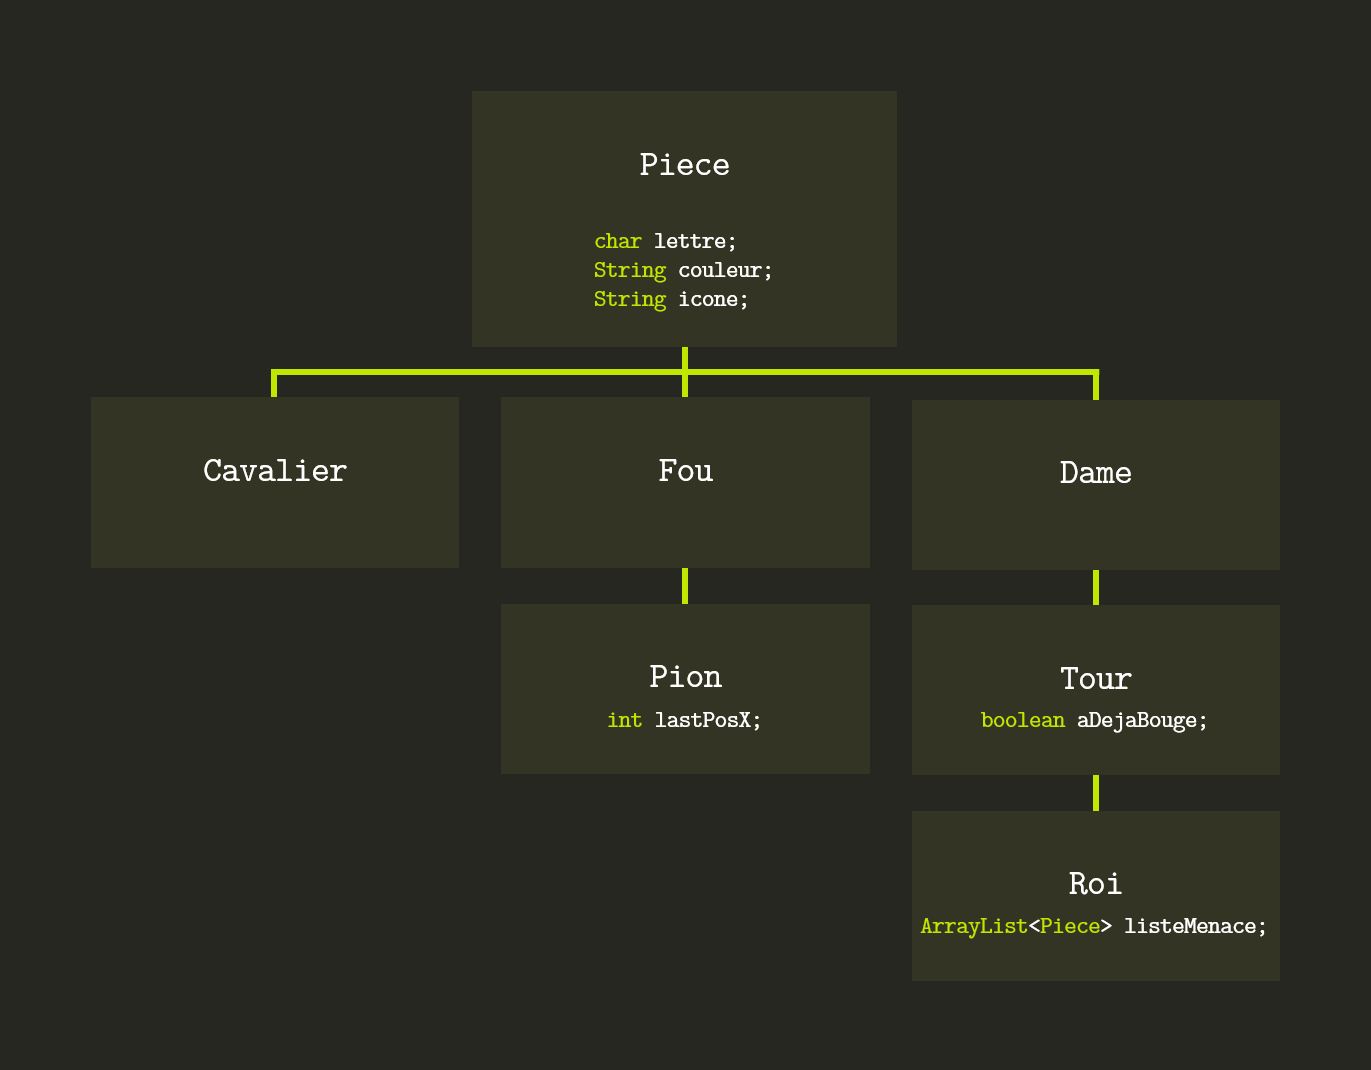 Piece
char lettre;
String couleur;
String icone;
Cavalier
Fou
Dame
Pion
int lastPosX;
Tour
boolean aDejaBouge;
Roi
ArrayList<Piece> listeMenace;